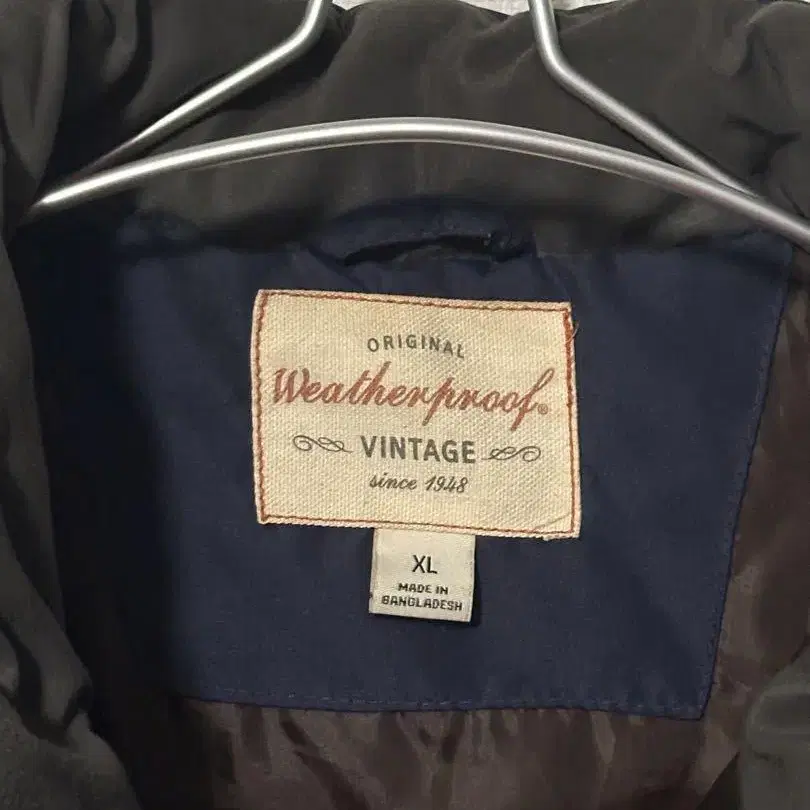 ORIGINAL
Weatherproof®
VINTAGE
since 1948
XL
MADE IN
BANGLADESH